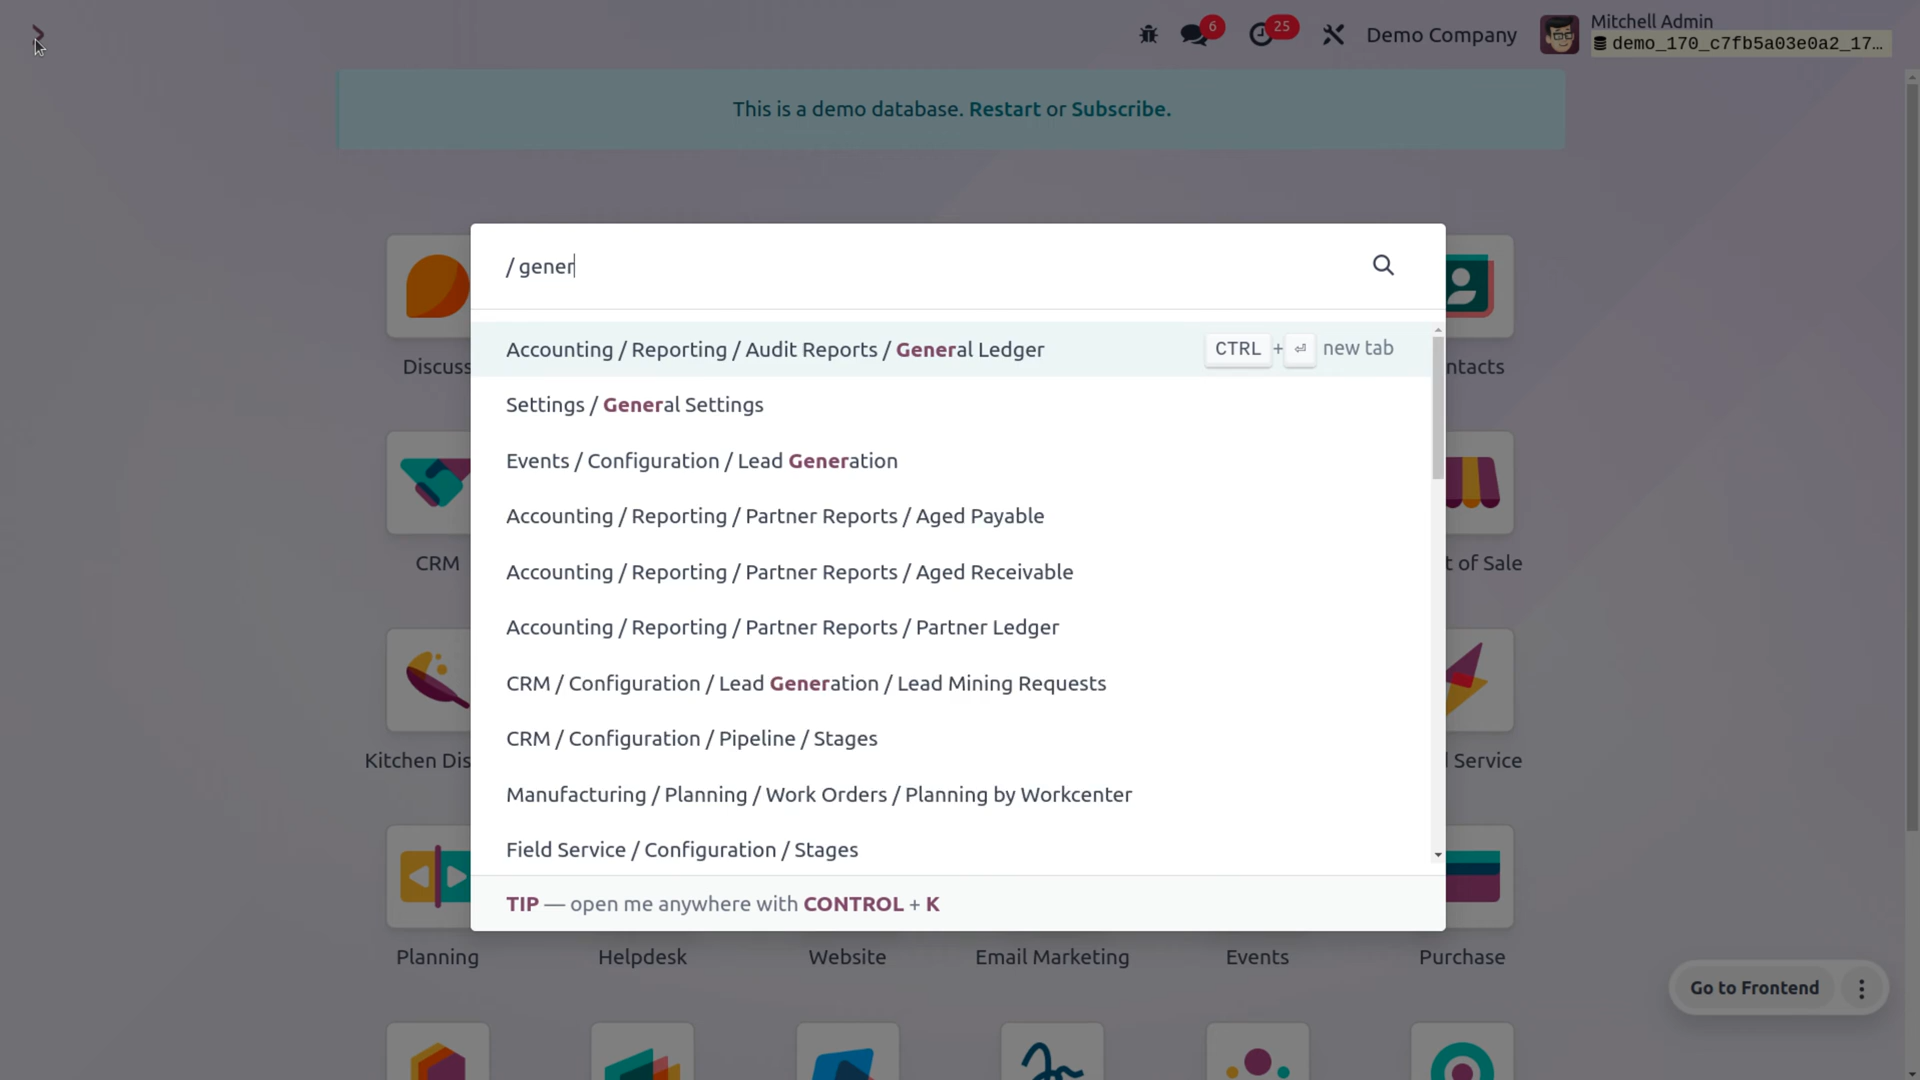 6
25
Demo Company
Mitchell Admin
demo_170_c7fb5a03e0a2_17...
This is a demo database. Restart or Subscribe.
/ gener
Accounting / Reporting / Audit Reports / General Ledger
CTRL + ⏎ new tab
Settings / General Settings
Events / Configuration / Lead Generation
Accounting / Reporting / Partner Reports / Aged Payable
Accounting / Reporting / Partner Reports / Aged Receivable
Accounting / Reporting / Partner Reports / Partner Ledger
CRM / Configuration / Lead Generation / Lead Mining Requests
CRM / Configuration / Pipeline / Stages
Manufacturing / Planning / Work Orders / Planning by Workcenter
Field Service / Configuration / Stages
TIP — open me anywhere with CONTROL + K
Discuss
ntacts
CRM
t of Sale
Kitchen Dis
Service
Planning
Helpdesk
Website
Email Marketing
Events
Purchase
Go to Frontend